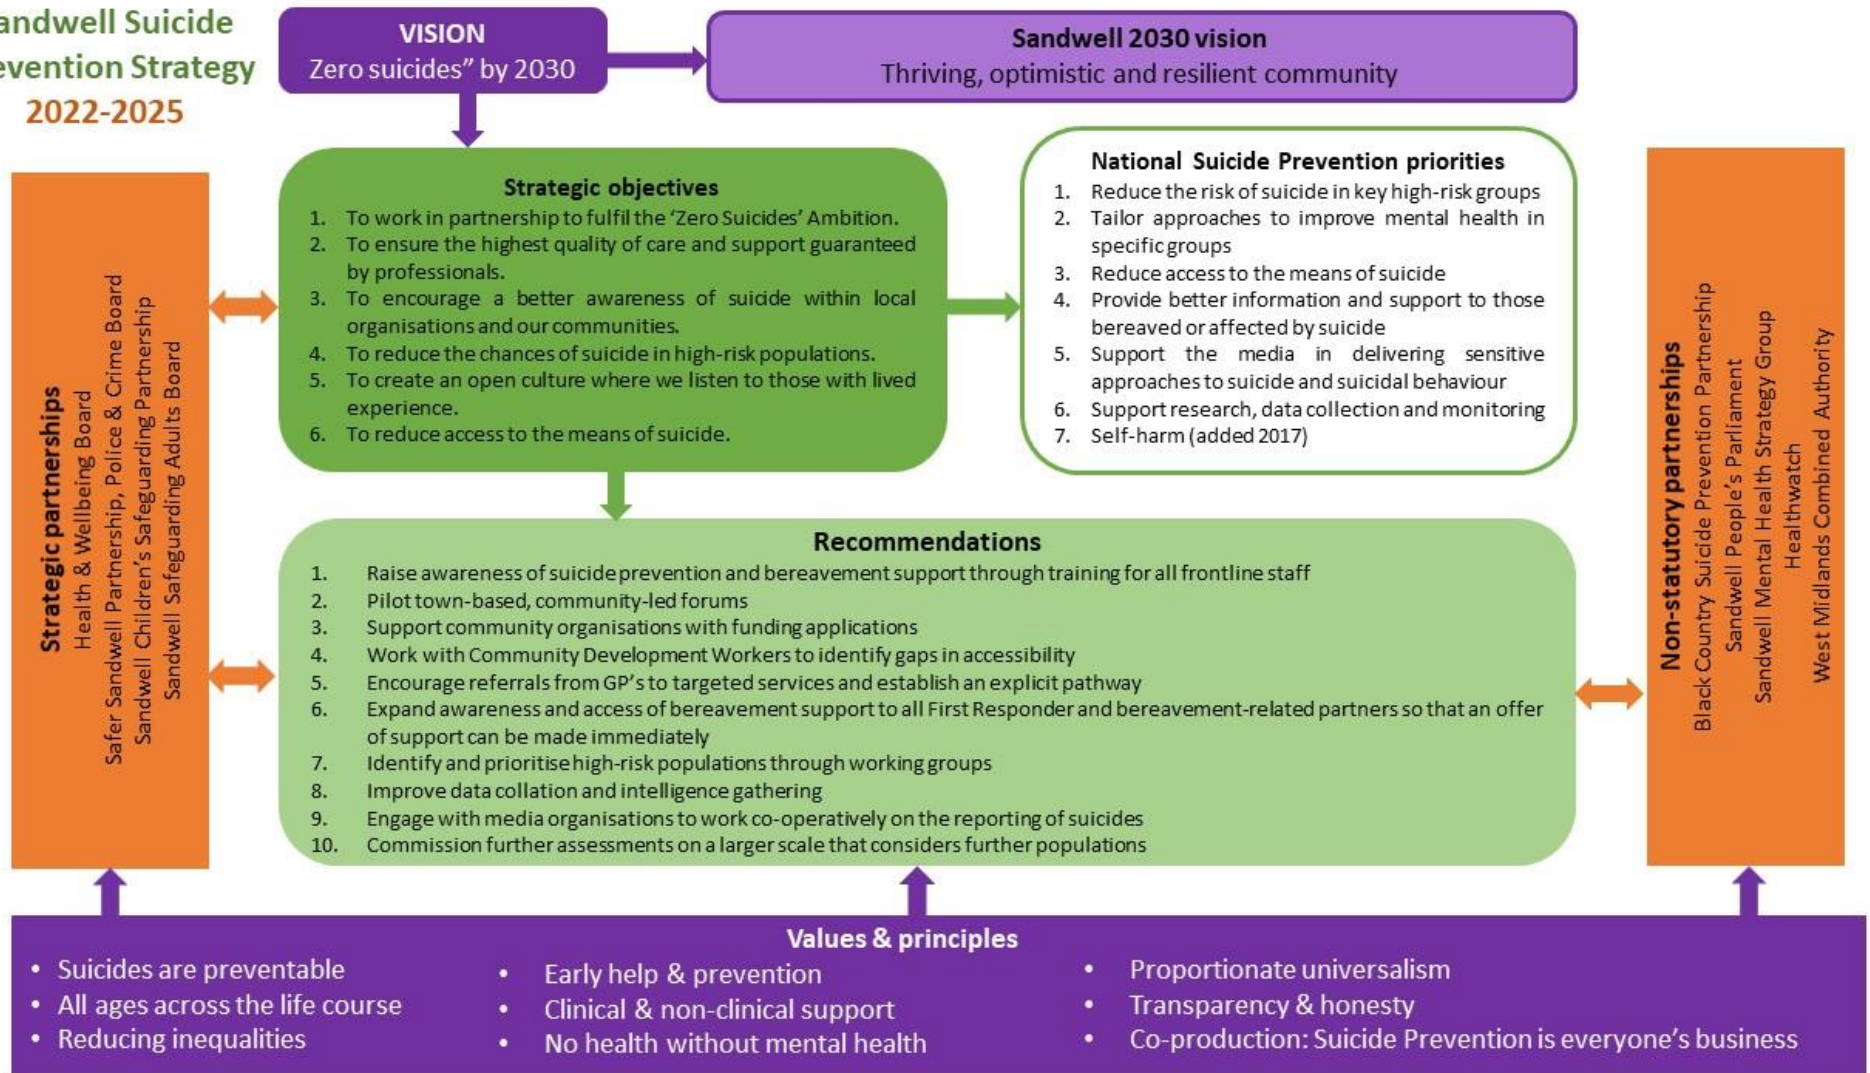 andwell Suicide
evention Strategy
2022-2025
VISION
Zero suicides” by 2030
Sandwell 2030 vision
Thriving, optimistic and resilient community
Strategic partnerships
Health & Wellbeing Board
Safer Sandwell Partnership, Police & Crime Board
Sandwell Children’s Safeguarding Partnership
Sandwell Safeguarding Adults Board
Strategic objectives
1. To work in partnership to fulfil the ‘Zero Suicides’ Ambition.
2. To ensure the highest quality of care and support guaranteed
by professionals.
3. To encourage a better awareness of suicide within local
organisations and our communities.
4. To reduce the chances of suicide in high-risk populations.
5. To create an open culture where we listen to those with lived
experience.
6. To reduce access to the means of suicide.
National Suicide Prevention priorities
1. Reduce the risk of suicide in key high-risk groups
2. Tailor approaches to improve mental health in
specific groups
3. Reduce access to the means of suicide
4. Provide better information and support to those
bereaved or affected by suicide
5. Support the media in delivering sensitive
approaches to suicide and suicidal behaviour
6. Support research, data collection and monitoring
7. Self-harm (added 2017)
Non-statutory partnerships
Black Country Suicide Prevention Partnership
Sandwell People’s Parliament
Sandwell Mental Health Strategy Group
Healthwatch
West Midlands Combined Authority
Recommendations
1. Raise awareness of suicide prevention and bereavement support through training for all frontline staff
2. Pilot town-based, community-led forums
3. Support community organisations with funding applications
4. Work with Community Development Workers to identify gaps in accessibility
5. Encourage referrals from GP’s to targeted services and establish an explicit pathway
6. Expand awareness and access of bereavement support to all First Responder and bereavement-related partners so that an offer
of support can be made immediately
7. Identify and prioritise high-risk populations through working groups
8. Improve data collation and intelligence gathering
9. Engage with media organisations to work co-operatively on the reporting of suicides
10. Commission further assessments on a larger scale that considers further populations
Values & principles
• Suicides are preventable
• All ages across the life course
• Reducing inequalities
• Early help & prevention
• Clinical & non-clinical support
• No health without mental health
• Proportionate universalism
• Transparency & honesty
• Co-production: Suicide Prevention is everyone’s business